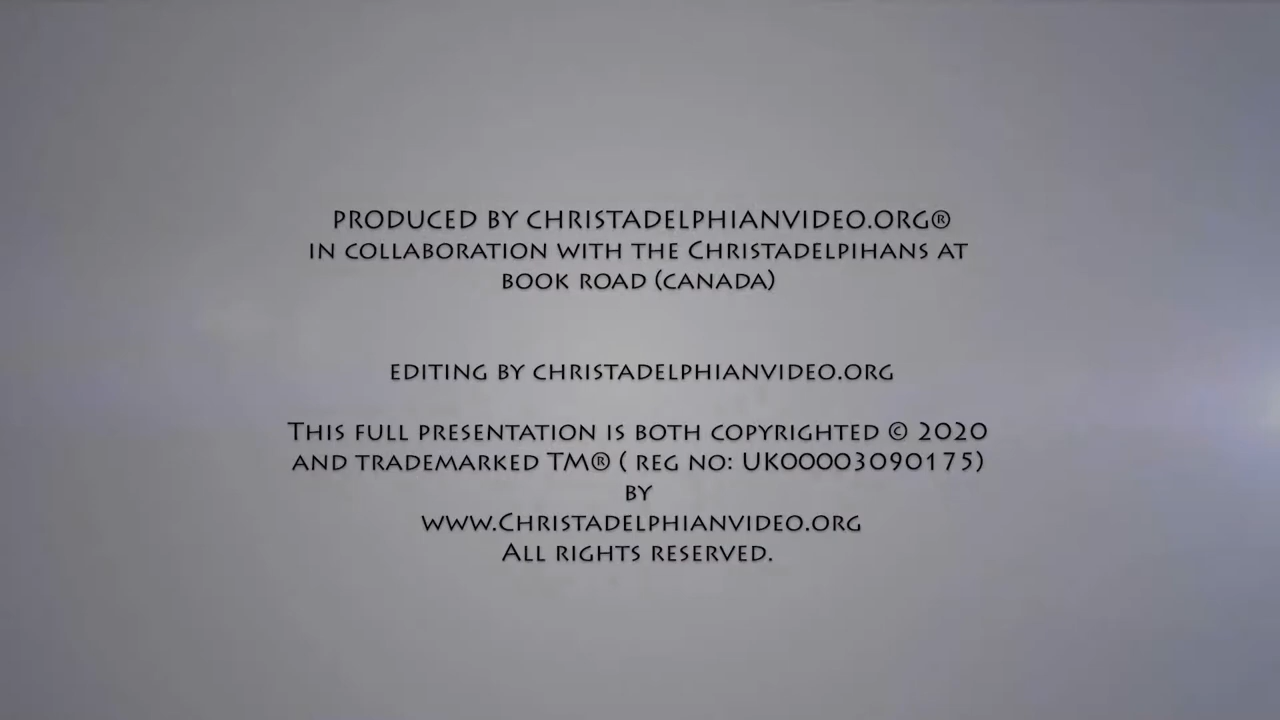 PRODUCED BY CHRISTADELPHIANVIDEO.ORG®
IN COLLABORATION WITH THE CHRISTADELPIHANS AT
BOOK ROAD (CANADA)
EDITING BY CHRISTADELPHIANVIDEO.ORG
THIS FULL PRESENTATION IS BOTH COPYRIGHTED © 2020
AND TRADEMARKED TM® ( REG NO: UK00003090175)
BY
WWW.CHRISTADELPHIANVIDEO.ORG
ALL RIGHTS RESERVED.